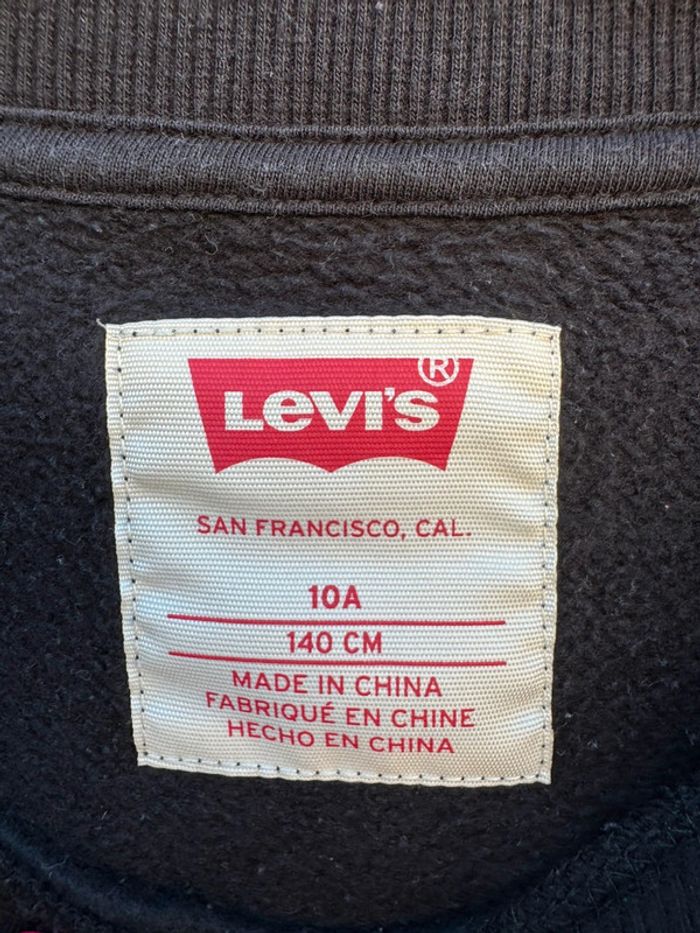 LEVI'S®
SAN FRANCISCO, CAL.
10A
140 CM
MADE IN CHINA
FABRIQUÉ EN CHINE
HECHO EN CHINA